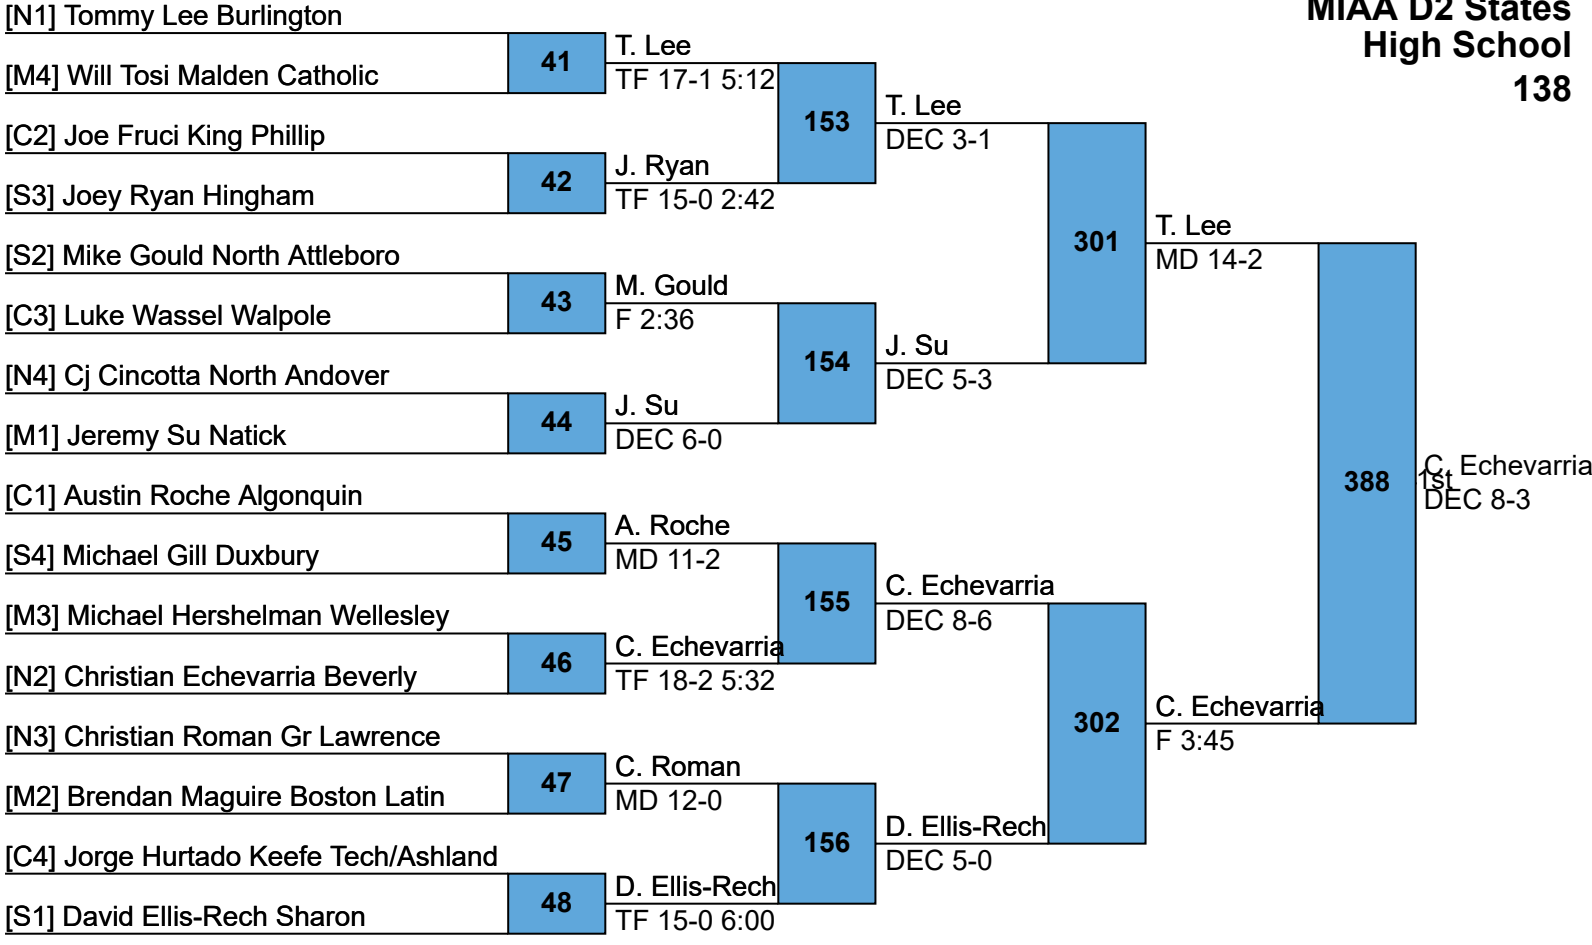 MIAA D2 States
High School
138
[N1] Tommy Lee Burlington
41
[M4] Will Tosi Malden Catholic
T. Lee
TF 17-1 5:12
[C2] Joe Fruci King Phillip
42
[S3] Joey Ryan Hingham
J. Ryan
TF 15-0 2:42
153
T. Lee
DEC 3-1
[S2] Mike Gould North Attleboro
43
[C3] Luke Wassel Walpole
M. Gould
F 2:36
[N4] Cj Cincotta North Andover
44
[M1] Jeremy Su Natick
J. Su
DEC 6-0
154
J. Su
DEC 5-3
301
T. Lee
MD 14-2
[C1] Austin Roche Algonquin
45
[S4] Michael Gill Duxbury
A. Roche
MD 11-2
[M3] Michael Hershelman Wellesley
46
[N2] Christian Echevarria Beverly
C. Echevarria
TF 18-2 5:32
155
C. Echevarria
DEC 8-6
[N3] Christian Roman Gr Lawrence
47
[M2] Brendan Maguire Boston Latin
C. Roman
MD 12-0
[C4] Jorge Hurtado Keefe Tech/Ashland
48
[S1] David Ellis-Rech Sharon
D. Ellis-Rech
TF 15-0 6:00
156
D. Ellis-Rech
DEC 5-0
302
C. Echevarria
F 3:45
388
C. Echevarria
1st
DEC 8-3